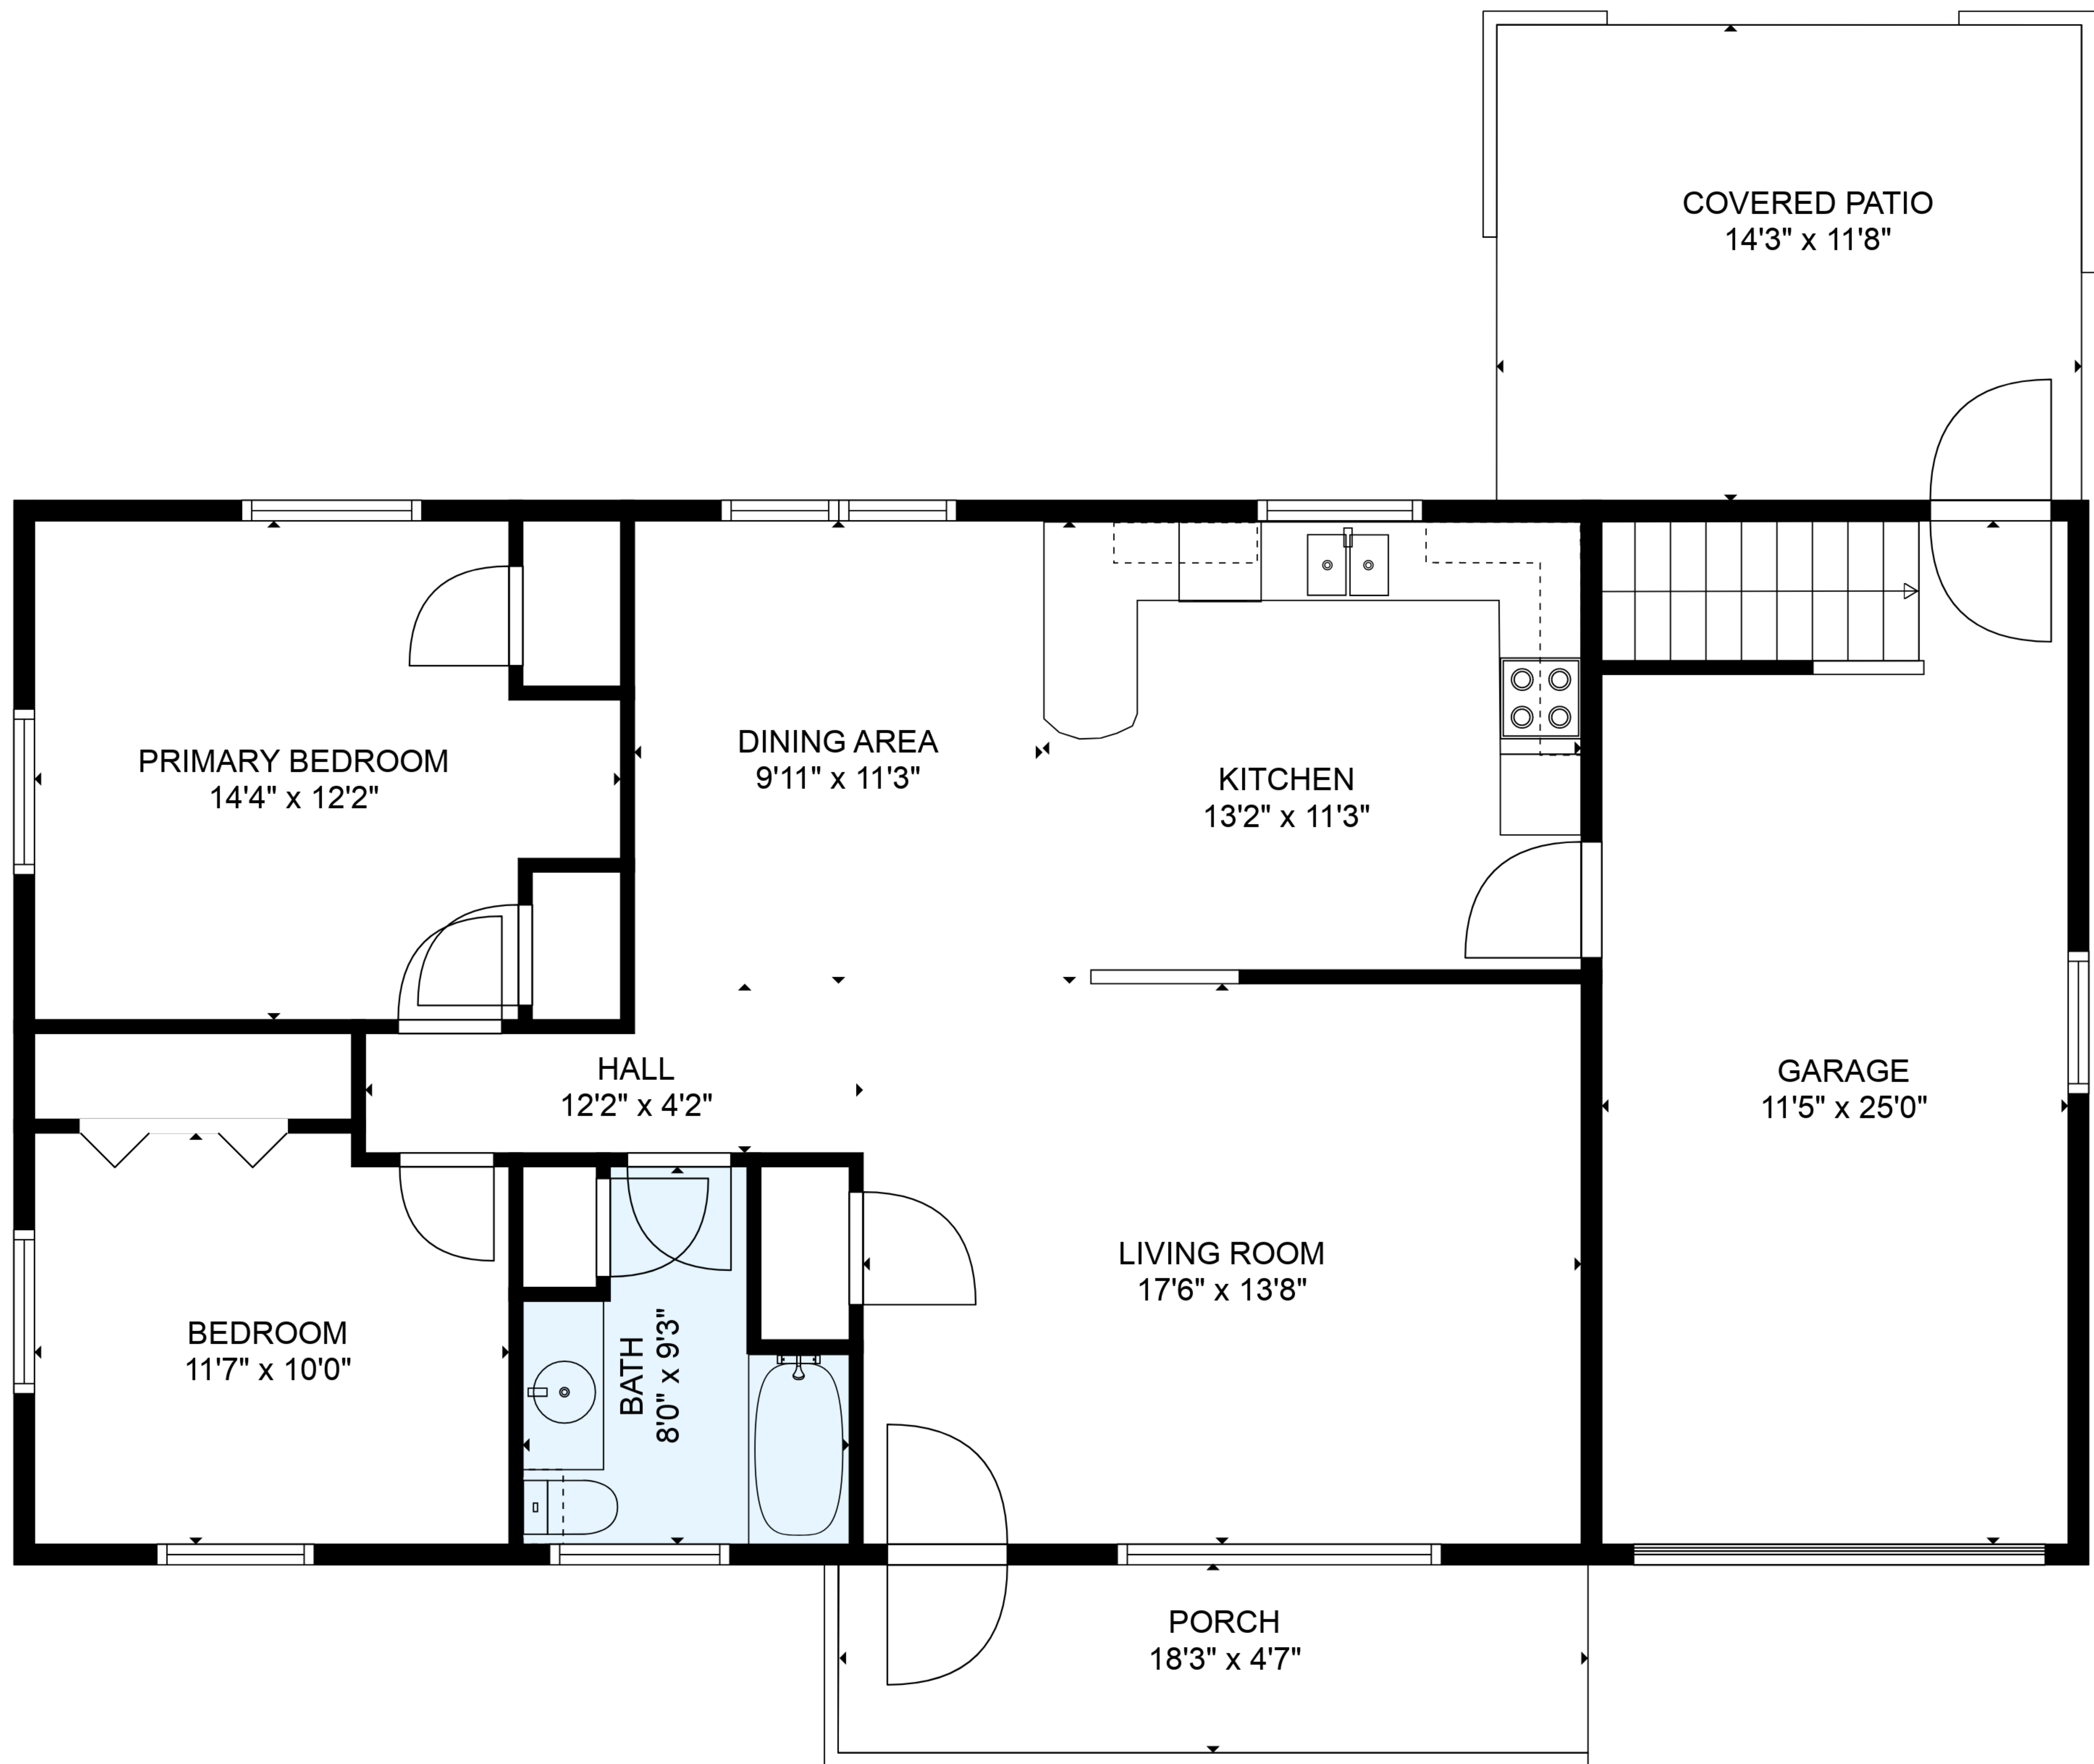 COVERED PATIO
14'3" x 11'8"
PRIMARY BEDROOM
14'4" x 12'2"
DINING AREA
9'11" x 11'3"
KITCHEN
13'2" x 11'3"
HALL
12'2" x 4'2"
GARAGE
11'5" x 25'0"
LIVING ROOM
17'6" x 13'8"
BEDROOM
11'7" x 10'0"
BATH
8'0" x 9'3"
PORCH
18'3" x 4'7"